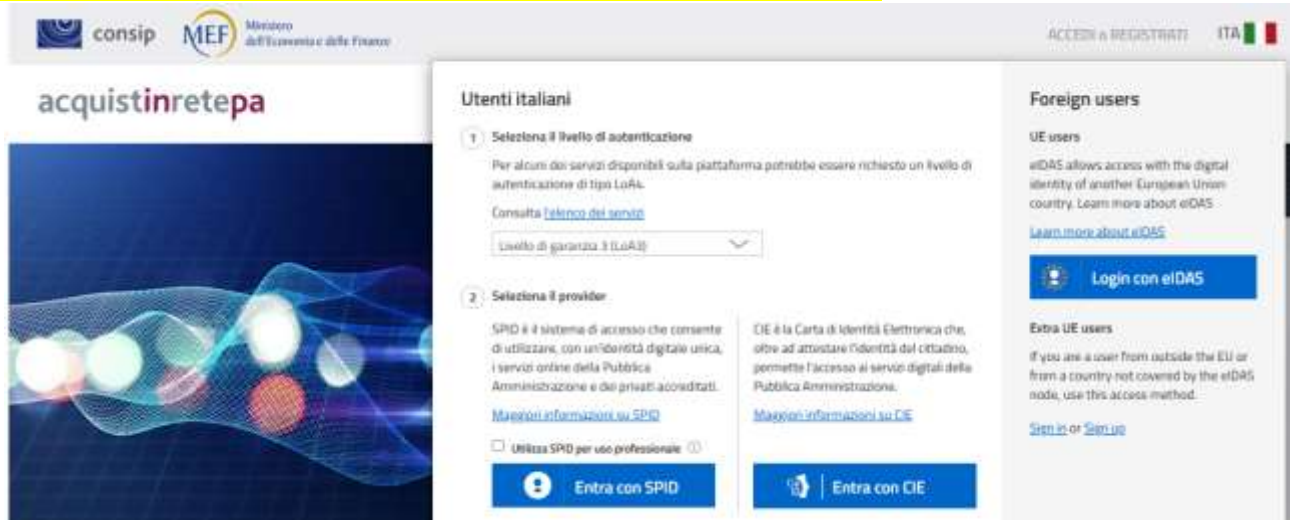 consip
MEF
Ministero
dell'Economia e delle Finanze
ACCEDI o REGISTRATI
ITA
acquistinretepa
Utenti italiani
1 Seleziona il livello di autenticazione
Per alcuni dei servizi disponibili sulla piattaforma potrebbe essere richiesto un livello di
autenticazione di tipo LoA4.
Consulta l'elenco dei servizi
Livello di garanzia 3 (LoA3)
2 Seleziona il provider
SPID è il sistema di accesso che consente
di utilizzare, con un'identità digitale unica,
i servizi online della Pubblica
Amministrazione e dei privati accreditati.
Maggiori informazioni su SPID
Utilizza SPID per uso professionale
Entra con SPID
CIE è la Carta di Identità Elettronica che,
oltre ad attestare l'identità del cittadino,
permette l'accesso ai servizi digitali della
Pubblica Amministrazione.
Maggiori informazioni su CIE
Entra con CIE
Foreign users
UE users
eIDAS allows access with the digital
identity of another European Union
country. Learn more about eIDAS
Learn more about eIDAS
Login con eIDAS
Extra UE users
If you are a user from outside the EU or
from a country not covered by the eIDAS
node, use this access method.
Sign in or Sign up